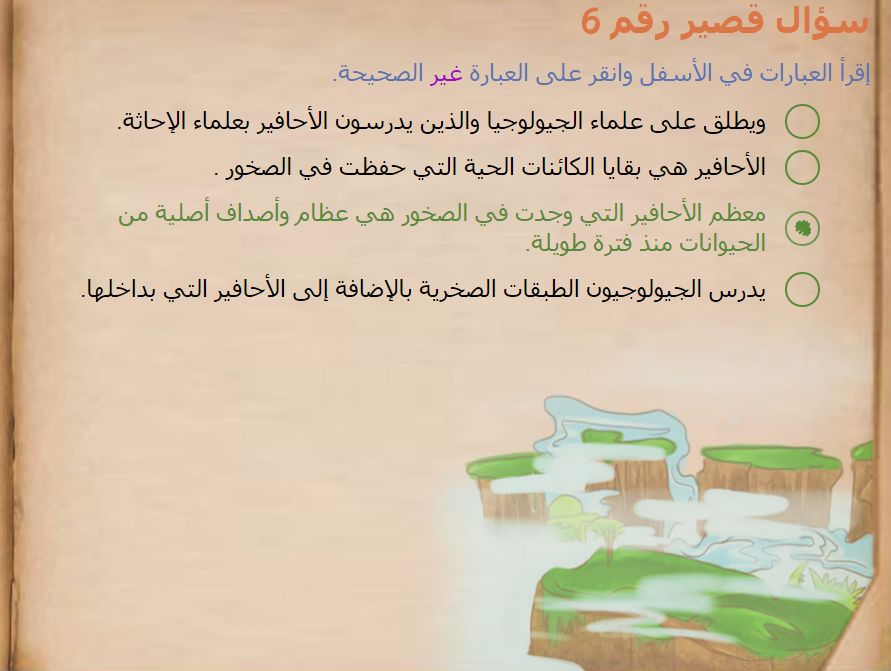 سؤال قصير رقم 6
إقرأ العبارات في الأسفل وانقر على العبارة غير الصحيحة.
ويطلق على علماء الجيولوجيا والذين يدرسون الأحافير بعلماء الإحاثة.
الأحافير هي بقايا الكائنات الحية التي حفظت في الصخور .
معظم الأحافير التي وجدت في الصخور هي عظام وأصداف أصلية من
الحيوانات منذ فترة طويلة.
يدرس الجيولوجيون الطبقات الصخرية بالإضافة إلى الأحافير التي بداخلها.